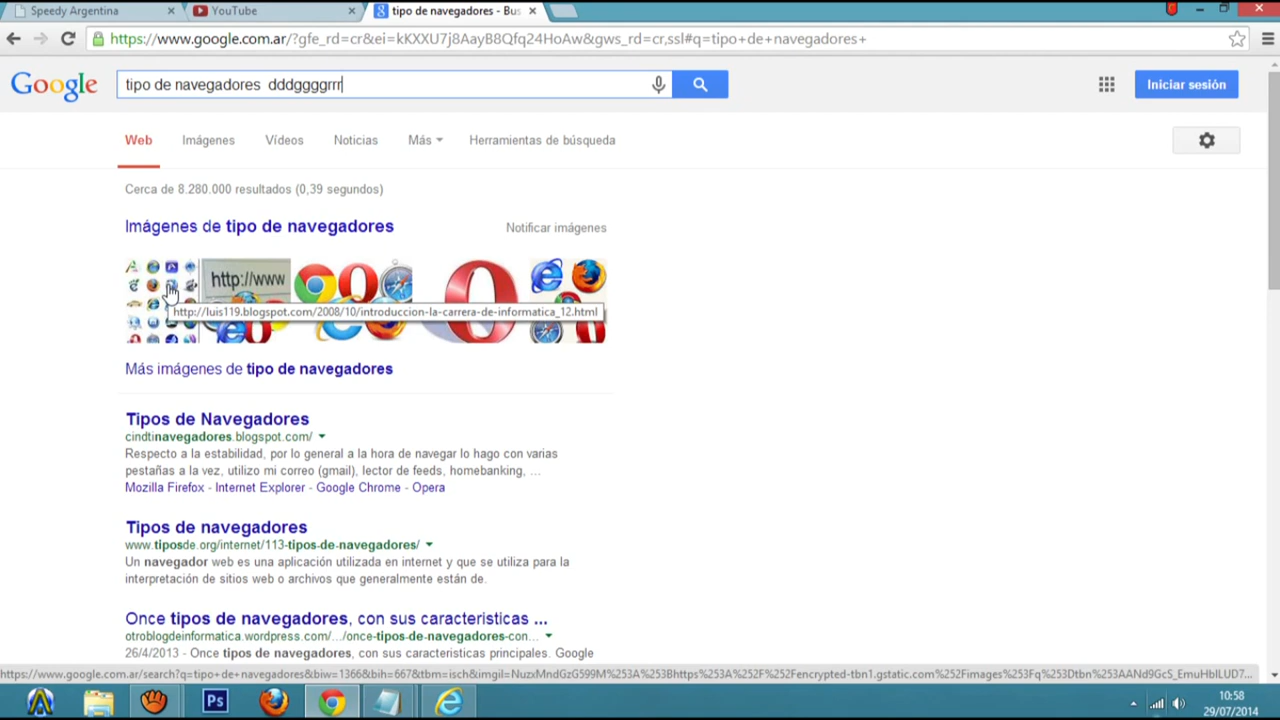 Speedy Argentina
YouTube
tipo de navegadores - Bus
https://www.google.com.ar/?gfe_rd=cr&ei=kKXXU7j8AayB8Qfq24HoAw&gws_rd=cr,ssl#q=tipo+de+navegadores+
Google
tipo de navegadores  dddggggrrr
Iniciar sesión
Web
Imágenes
Vídeos
Noticias
Más
Herramientas de búsqueda
Cerca de 8.280.000 resultados (0,39 segundos)
Imágenes de tipo de navegadores
Notificar imágenes
http://www
http://luis119.blogspot.com/2008/10/introduccion-la-carrera-de-informatica_12.html
Más imágenes de tipo de navegadores
Tipos de Navegadores
cindtinavegadores.blogspot.com/
Respecto a la estabilidad, por lo general a la hora de navegar lo hago con varias
pestañas a la vez, utilizo mi correo (gmail), lector de feeds, homebanking, ...
Mozilla Firefox - Internet Explorer - Google Chrome - Opera
Tipos de navegadores
www.tiposde.org/internet/113-tipos-de-navegadores/
Un navegador web es una aplicación utilizada en internet y que se utiliza para la
interpretación de sitios web o archivos que generalmente están de.
Once tipos de navegadores, con sus caracteristicas ...
otroblogdeinformatica.wordpress.com/.../once-tipos-de-navegadores-con...
26/4/2013 - Once tipos de navegadores, con sus características principales. Google
https://www.google.com.ar/search?q=tipo+de+navegadores&biw=1366&bih=667&tbm=isch&imgil=NuzxMndGzG599M%253A%253Bhttps%253A%252F%252Fencrypted-tbn1.gstatic.com%252Fimages%253Fq%253Dtbn%253AANd9GcS_EmuHbILUD7...
Ps
10:58
29/07/2014